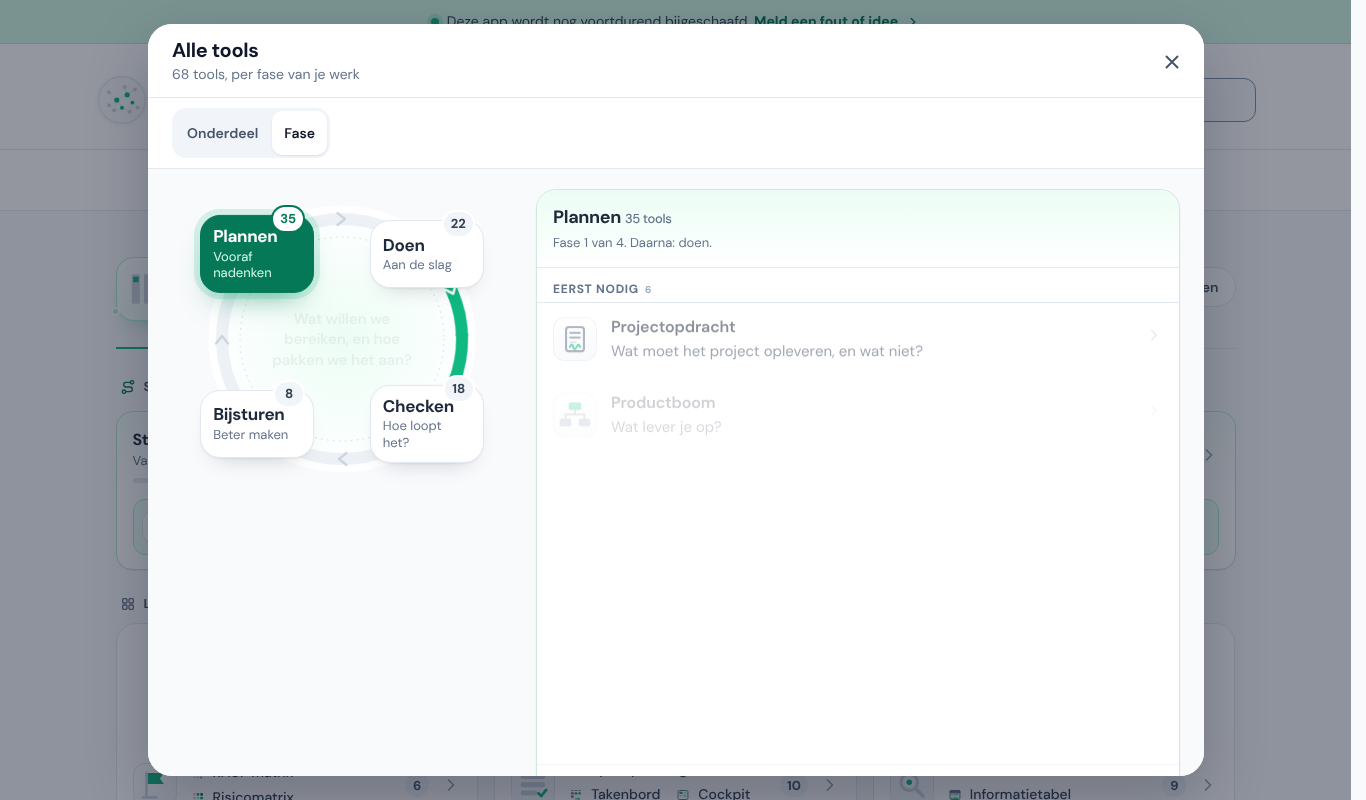 Deze app wordt nog voortdurend bijgeschaafd. Meld een fout of idee
Alle tools
68 tools, per fase van je werk
Onderdeel
Fase
35
Plannen
Vooraf
nadenken
22
Doen
Aan de slag
Wat willen we
bereiken, en hoe
pakken we het aan?
8
Bijsturen
Beter maken
18
Checken
Hoe loopt
het?
Plannen 35 tools
Fase 1 van 4. Daarna: doen.
EERST NODIG 6
Projectopdracht
Wat moet het project opleveren, en wat niet?
Productboom
Wat lever je op?
en
St
Va
Risicomatrix
6
Takenbord
Cockpit
10
Informatietabel
9